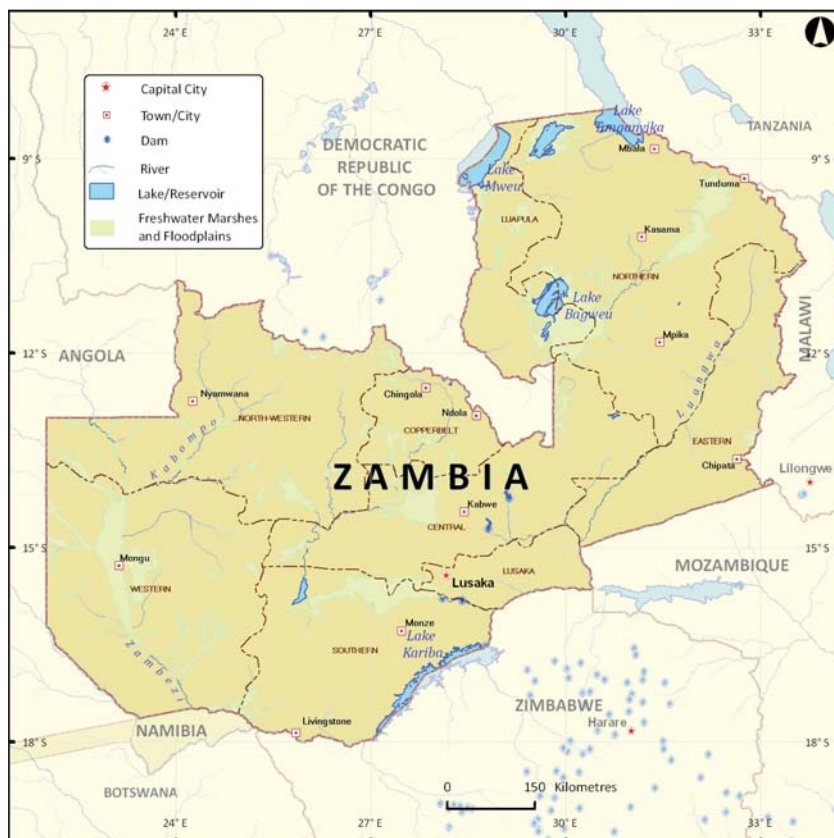 24° E 27° E 30° E 33° E
Capital City
Town/City
Dam
River
Lake/Reservoir
Freshwater Marshes
and Floodplains
DEMOCRATIC
REPUBLIC
OF THE CONGO
Lake
Tanganyika
TANZANIA
Mbala
9° S 9° S
Lake
Mweu
Tunduma
LUAPULA
Kasama
NORTHERN
Lake
Bagweu
MALAWI
Mpika
12° S 12° S
ANGOLA
Luangwa
Nyamwana
Chingola
NORTH-WESTERN
Ndola
COPPERBELT
Kabompo
EASTERN
Chipata
Lilongwe
ZAMBIA
Kabwe
CENTRAL
15° S 15° S
Mongu
MOZAMBIQUE
LUSAKA
Lusaka
WESTERN
Monze
Lake
Kariba
SOUTHERN
Zambezi
ZIMBABWE
Harare
Livingstone
NAMIBIA
18° S 18° S
BOTSWANA
0 150 Kilometres
24° E 27° E 30° E 33° E